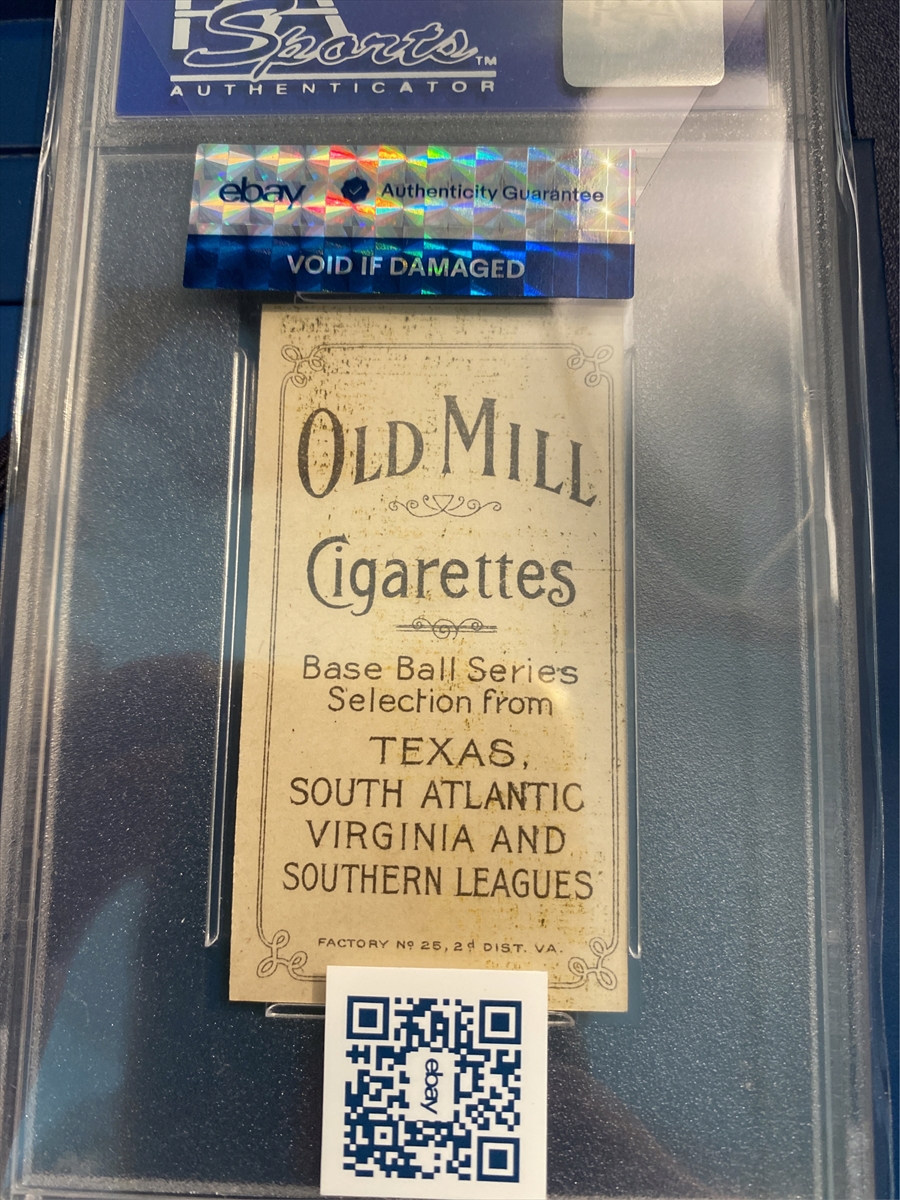 Sports™
AUTHENTICATOR
ebay Authenticity Guarantee
VOID IF DAMAGED
OLD MILL
Cigarettes
Base Ball Series
Selection from
TEXAS,
SOUTH ATLANTIC
VIRGINIA AND
SOUTHERN LEAGUES
FACTORY Nº 25, 2d DIST. VA.
ebay